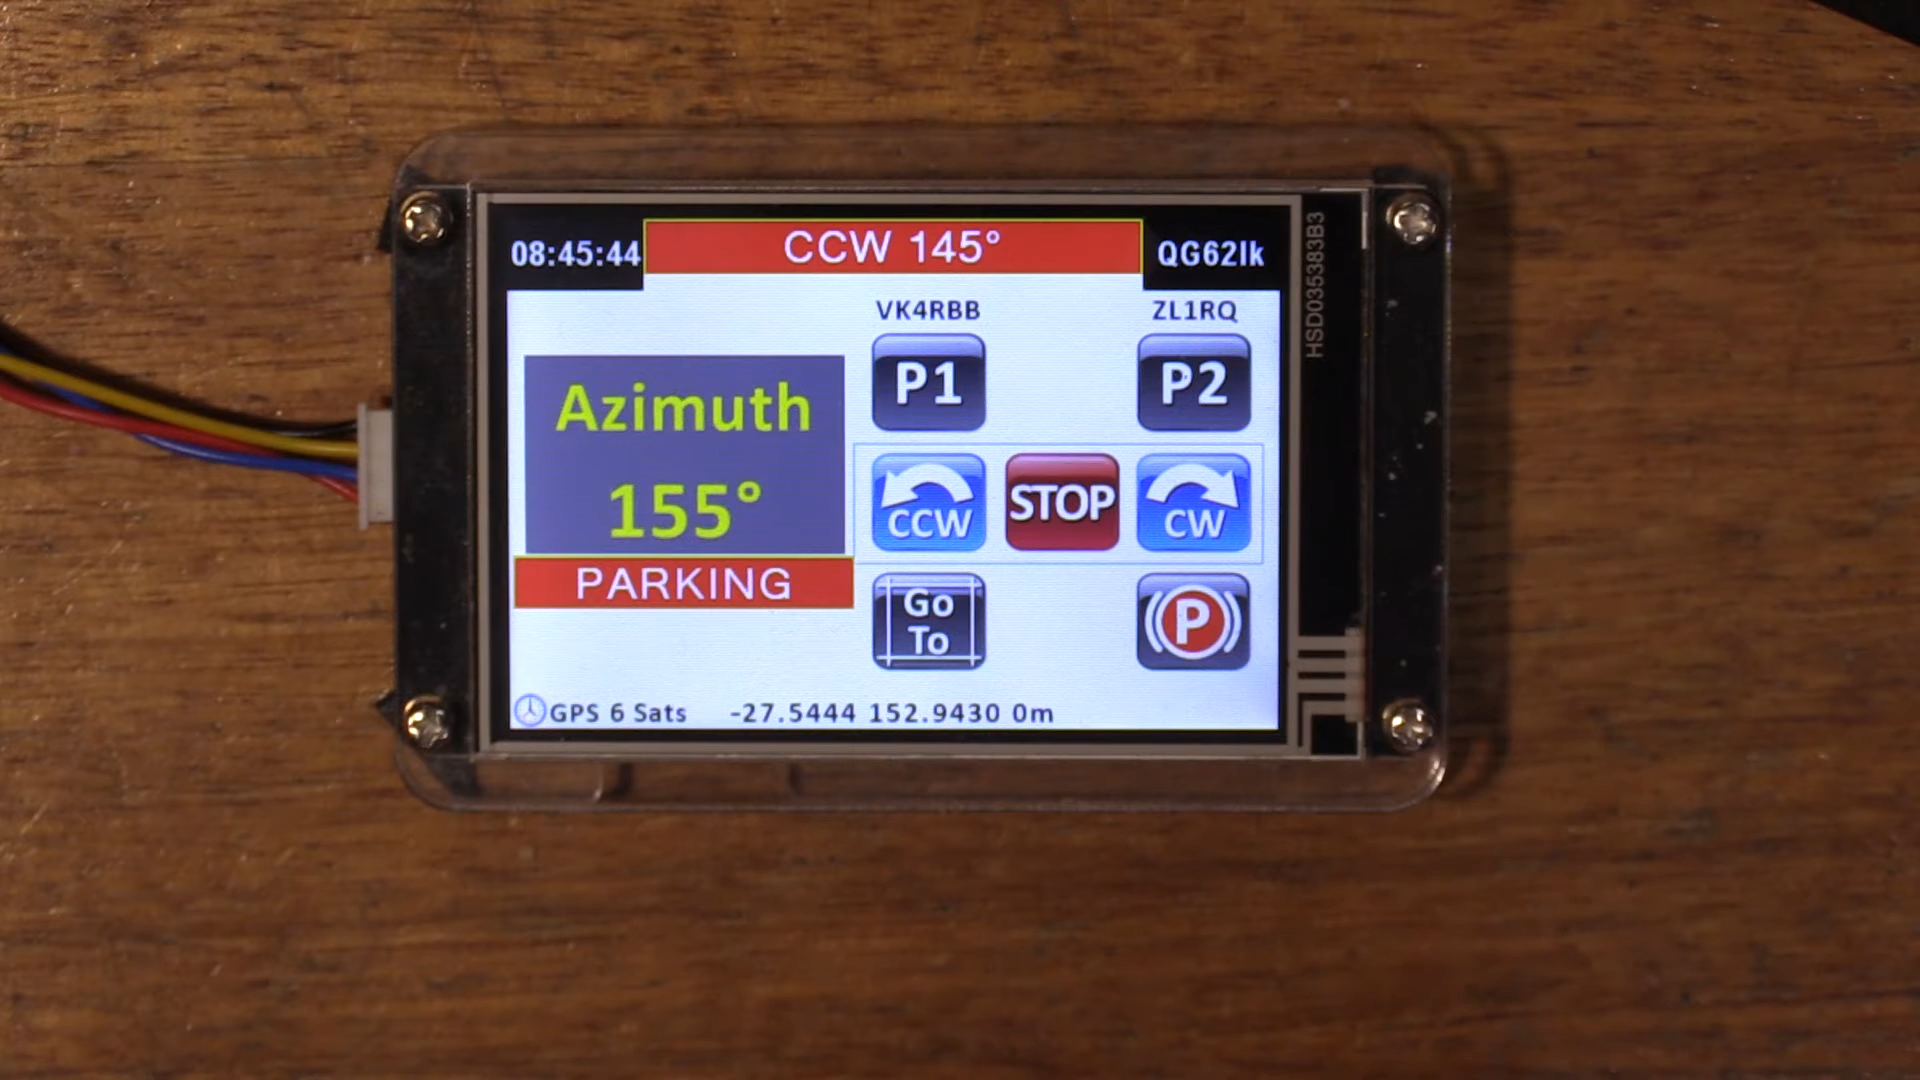 08:45:44
CCW 145°
QG62lk
VK4RBB
ZL1RQ
P1
P2
Azimuth
155°
CCW
STOP
CW
PARKING
Go
To
P
GPS 6 Sats -27.5444 152.9430 0m
HSD035383B3